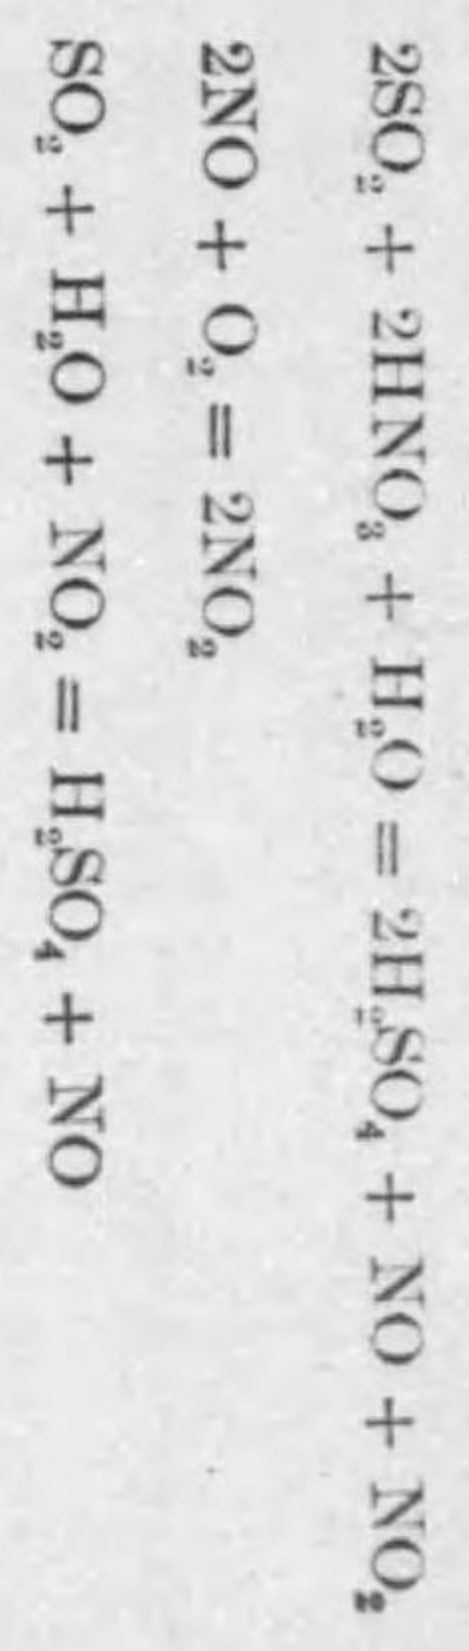 2SO₂ + 2HNO₃ + H₂O = 2H₂SO₄ + NO + NO₂
2NO + O₂ = 2NO₂
SO₂ + H₂O + NO₂ = H₂SO₄ + NO